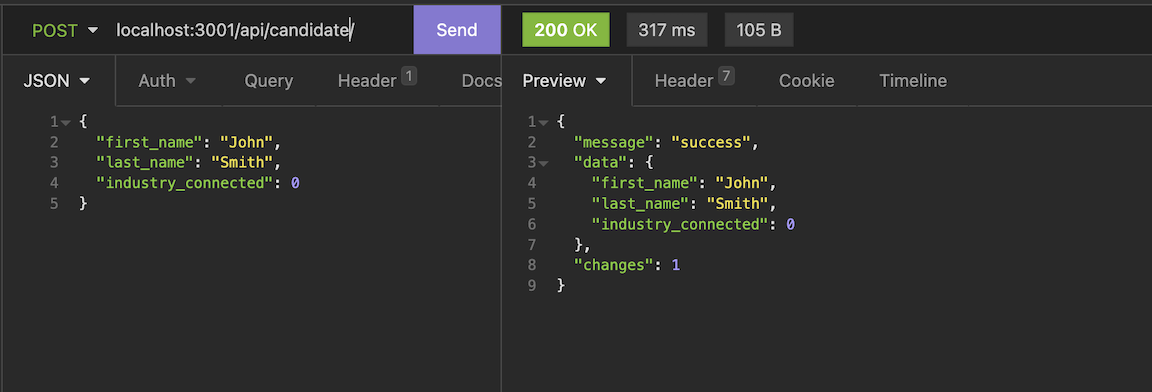 POST localhost:3001/api/candidate/ Send 200 OK 317 ms 105 B
JSON Auth Query Header 1 Docs
1 {
2 "first_name": "John",
3 "last_name": "Smith",
4 "industry_connected": 0
5 }
Preview Header 7 Cookie Timeline
1 {
2 "message": "success",
3 "data": {
4 "first_name": "John",
5 "last_name": "Smith",
6 "industry_connected": 0
7 },
8 "changes": 1
9 }